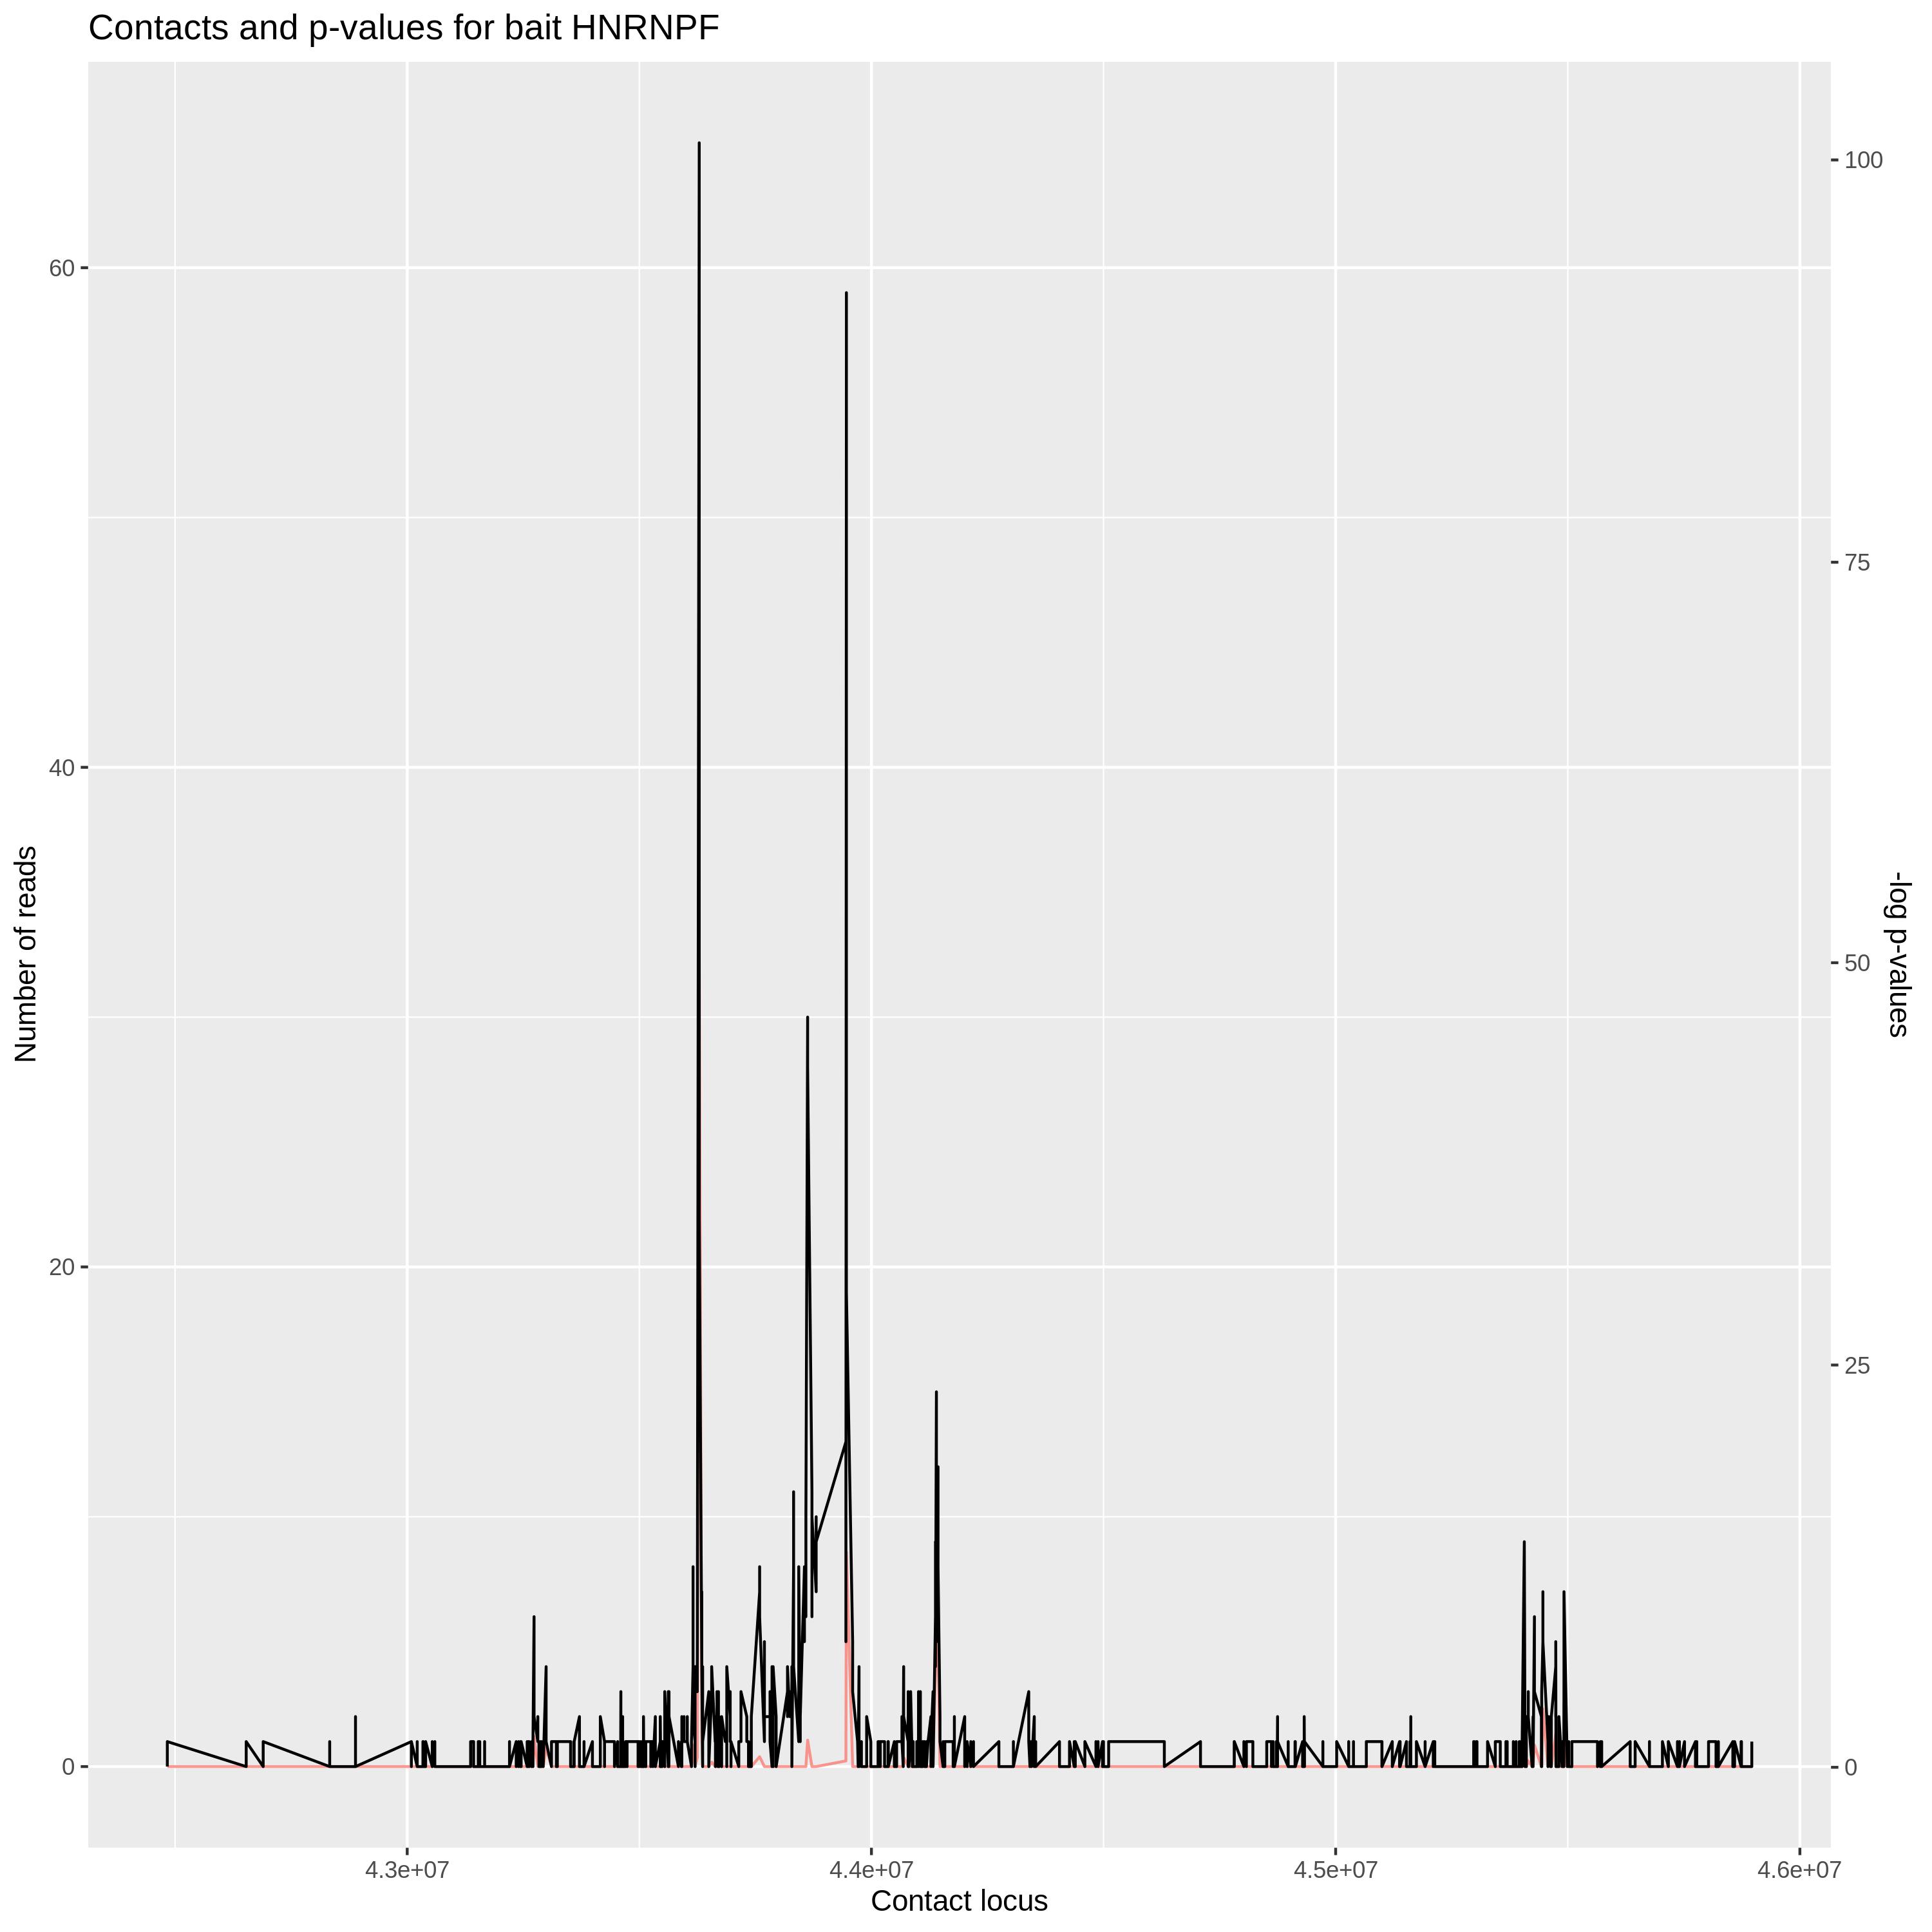 Contacts and p-values for bait HNRNPF
60
40
20
0
Number of reads
100
75
50
25
0
-log p-values
4.3e+07
4.4e+07
4.5e+07
4.6e+07
Contact locus